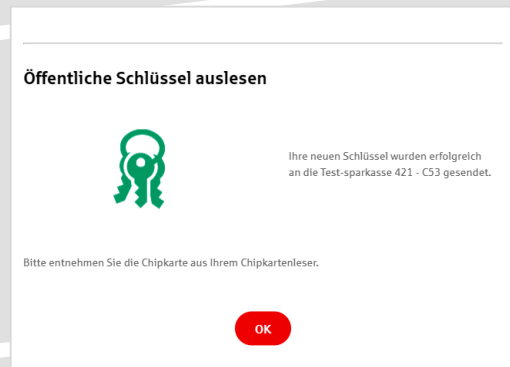 Öffentliche Schlüssel auslesen
Ihre neuen Schlüssel wurden erfolgreich
an die Test-sparkasse 421 - C53 gesendet.
Bitte entnehmen Sie die Chipkarte aus Ihrem Chipkartenleser.
OK